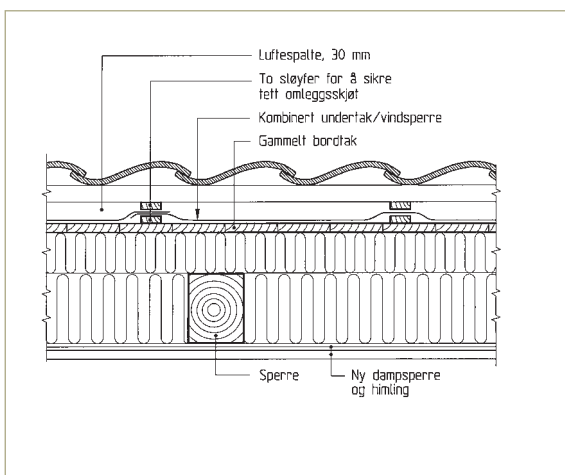 Luftespalte, 30 mm
To sløyfer for å sikre
tett omleggsskjøt
Kombinert undertak/vindsperre
Gammelt bordtak
Sperre
Ny dampsperre
og himling